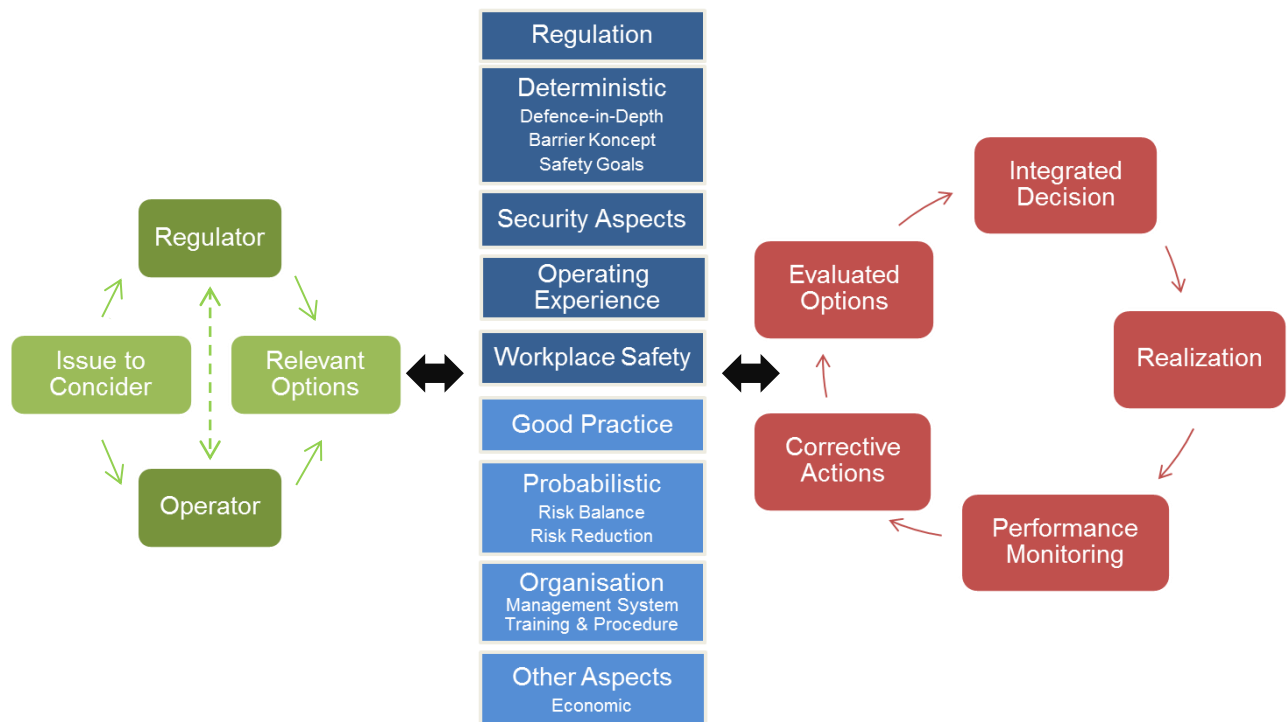 Regulator
Issue to
Concider
Relevant
Options
Operator
Regulation
Deterministic
Defence-in-Depth
Barrier Koncept
Safety Goals
Security Aspects
Operating
Experience
Workplace Safety
Good Practice
Probabilistic
Risk Balance
Risk Reduction
Organisation
Management System
Training & Procedure
Other Aspects
Economic
Integrated
Decision
Evaluated
Options
Realization
Corrective
Actions
Performance
Monitoring